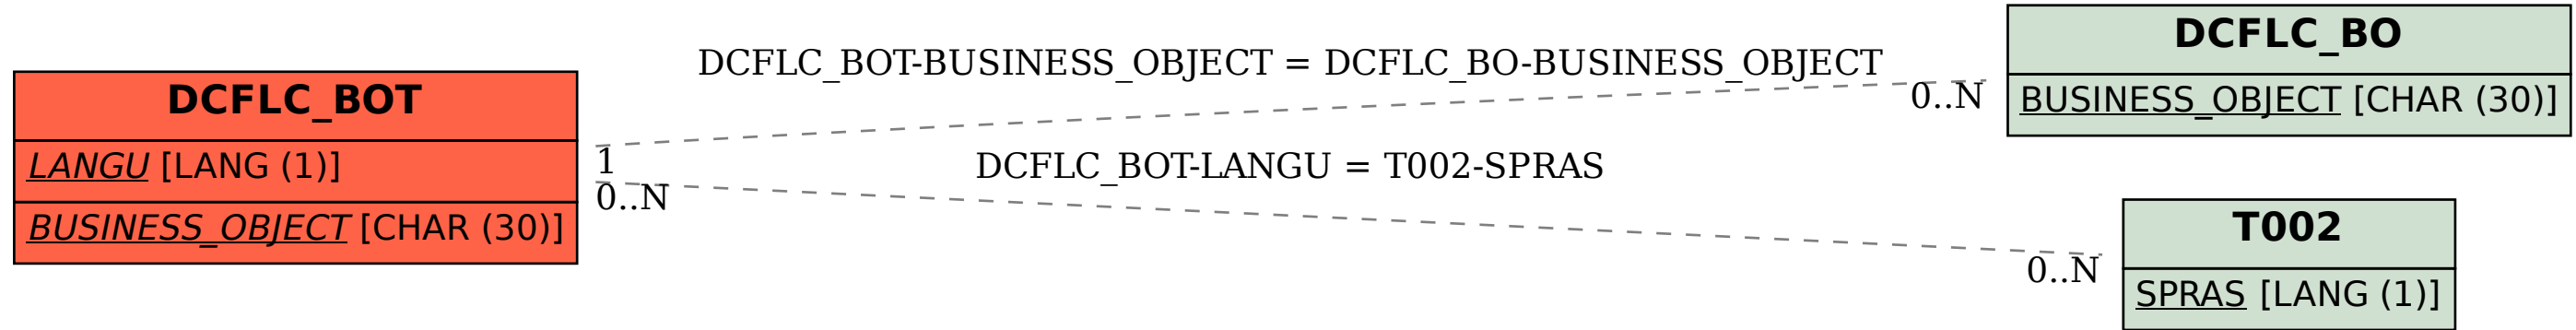 DCFLC_BOT
LANGU [LANG (1)]
BUSINESS_OBJECT [CHAR (30)]
DCFLC_BOT-BUSINESS_OBJECT = DCFLC_BO-BUSINESS_OBJECT
1
0..N
DCFLC_BOT-LANGU = T002-SPRAS
0..N
0..N
DCFLC_BO
BUSINESS_OBJECT [CHAR (30)]
T002
SPRAS [LANG (1)]